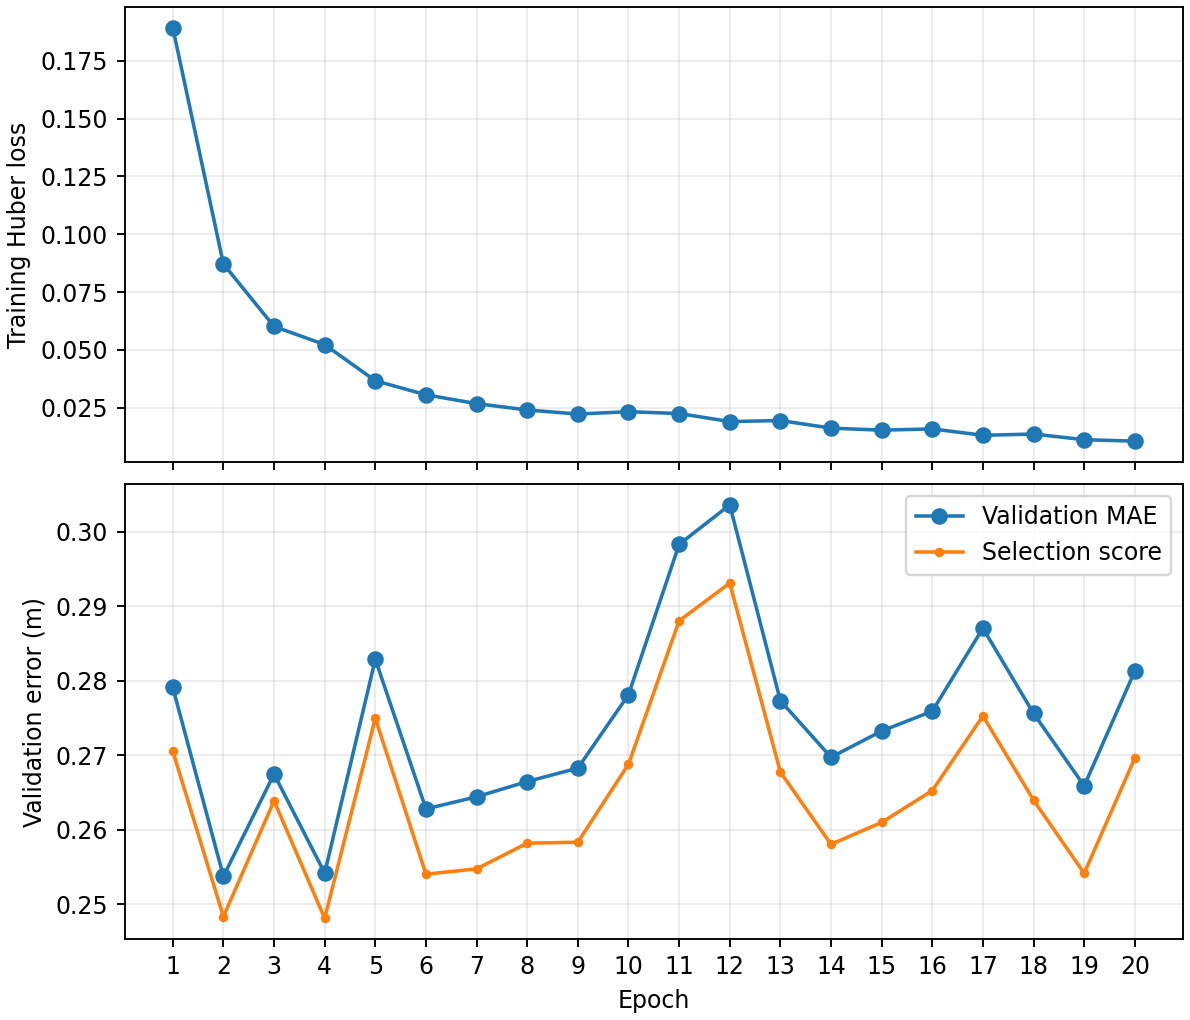 Training Huber loss
0.175
0.150
0.125
0.100
0.075
0.050
0.025
Validation error (m)
0.30
0.29
0.28
0.27
0.26
0.25
Validation MAE
Selection score
1 2 3 4 5 6 7 8 9 10 11 12 13 14 15 16 17 18 19 20
Epoch